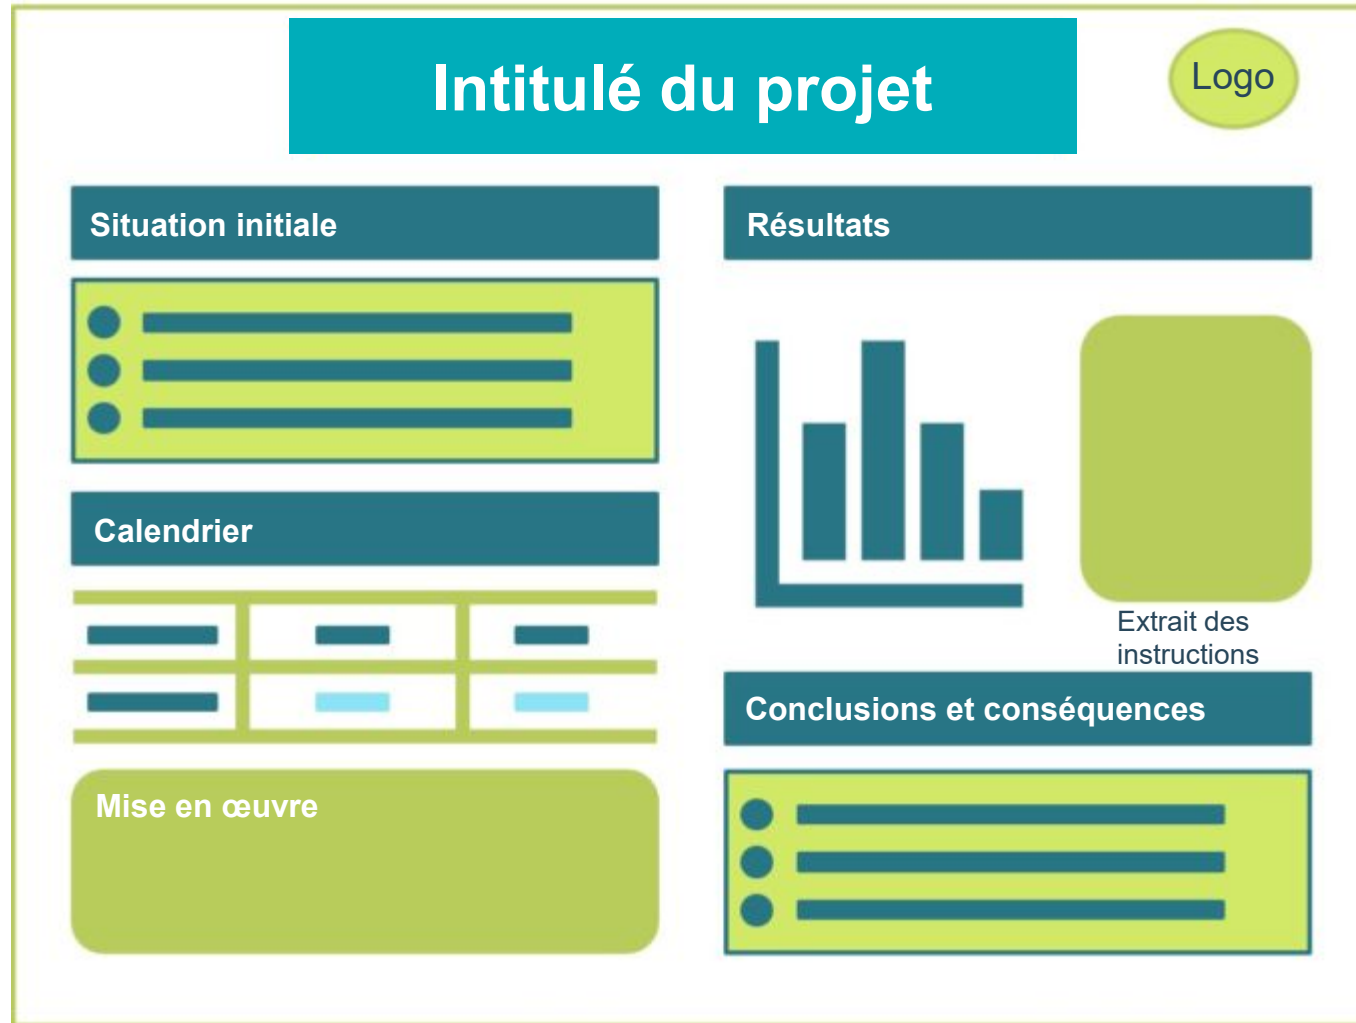 Intitulé du projet
Logo
Situation initiale
Calendrier
Mise en œuvre
Résultats
Extrait des
instructions
Conclusions et conséquences